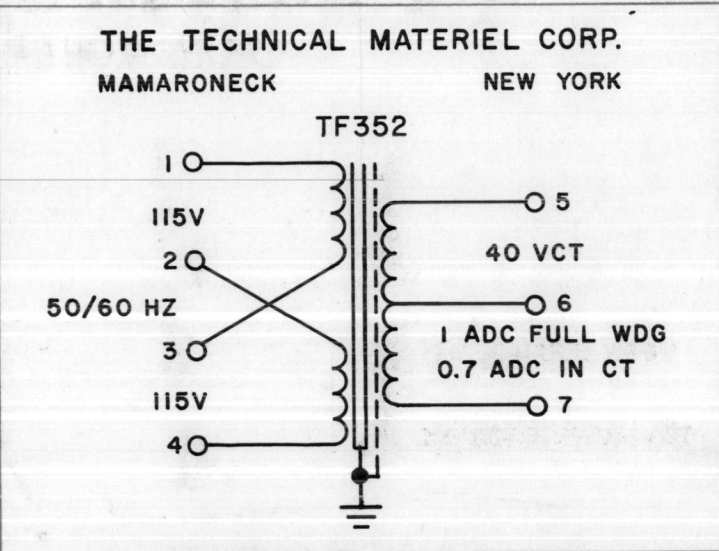 THE TECHNICAL MATERIEL CORP.
MAMARONECK NEW YORK
TF352
1
5
115V
40 VCT
2
6
50/60 HZ
1 ADC FULL WDG
3
0.7 ADC IN CT
115V
7
4